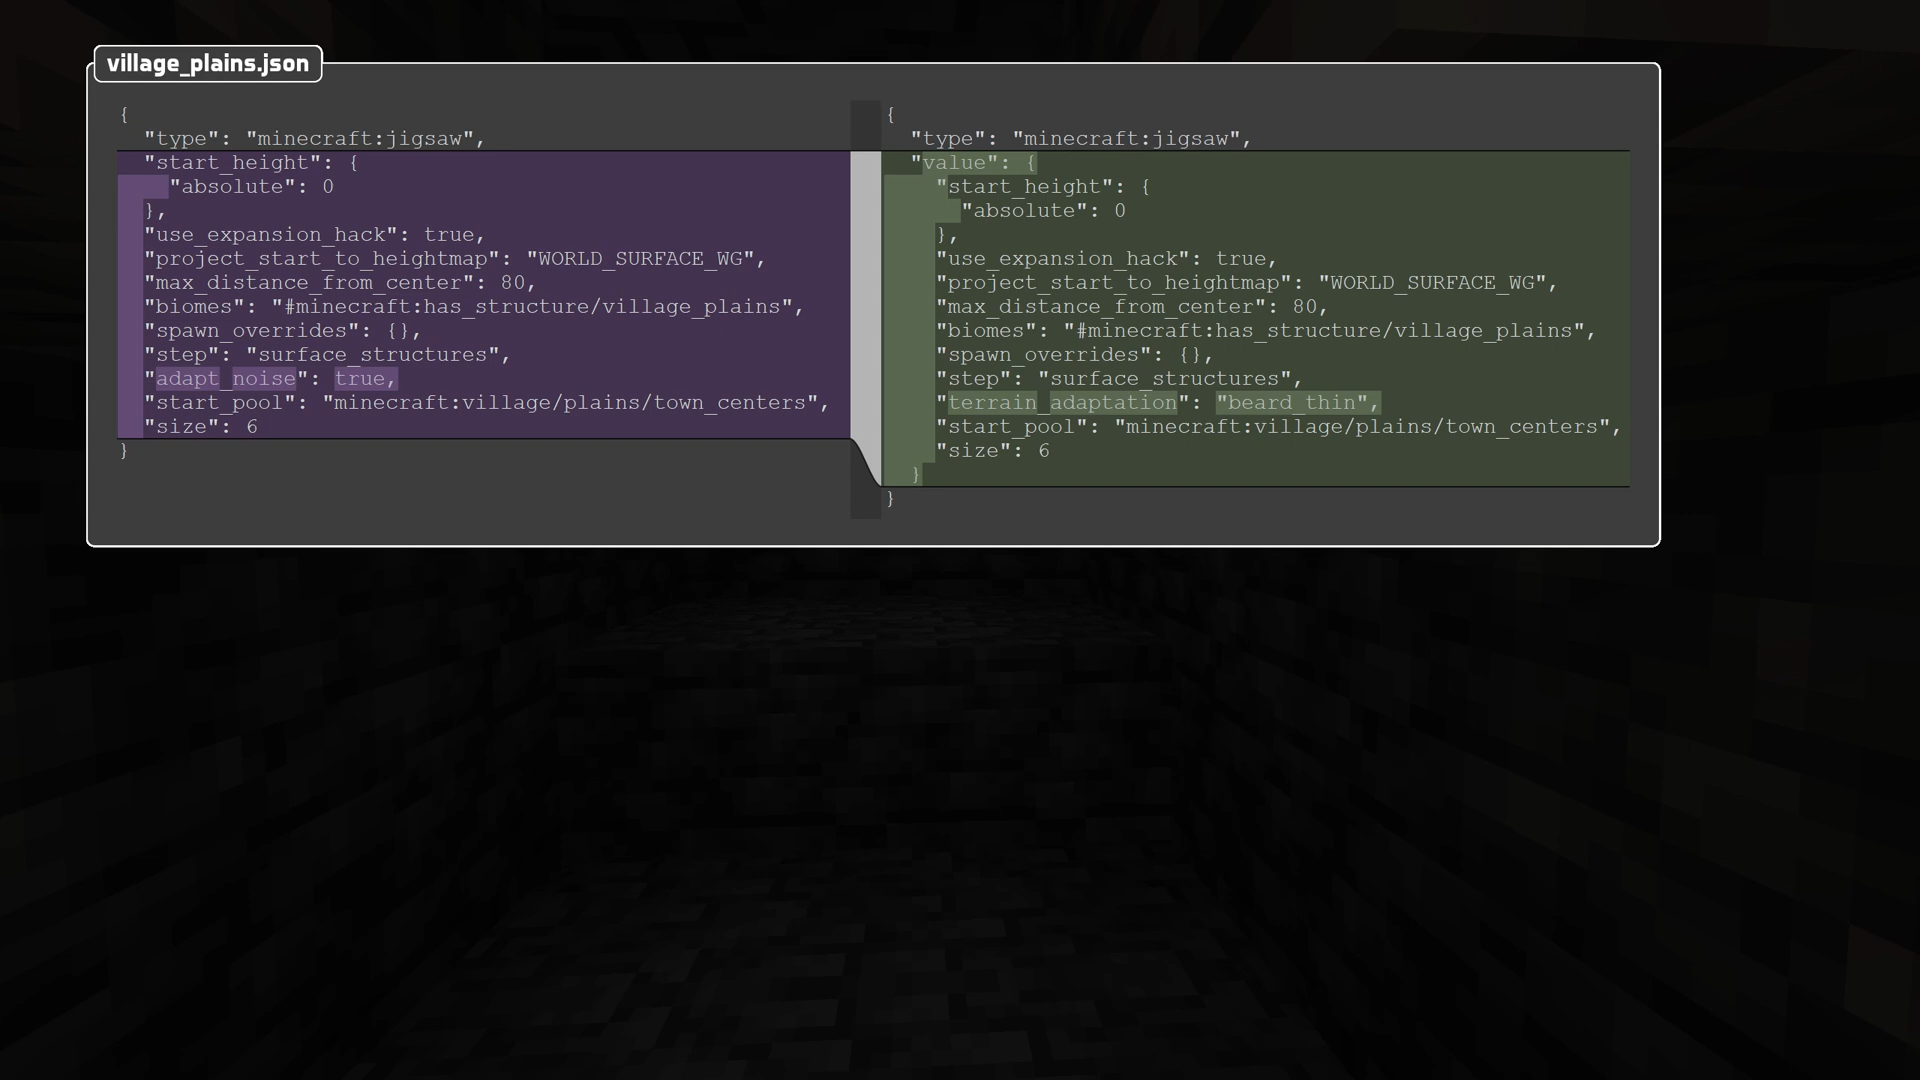 village_plains.json
{
  "type": "minecraft:jigsaw",
  "start_height": {
    "absolute": 0
  },
  "use_expansion_hack": true,
  "project_start_to_heightmap": "WORLD_SURFACE_WG",
  "max_distance_from_center": 80,
  "biomes": "#minecraft:has_structure/village_plains",
  "spawn_overrides": {},
  "step": "surface_structures",
  "adapt_noise": true,
  "start_pool": "minecraft:village/plains/town_centers",
  "size": 6
}
{
  "type": "minecraft:jigsaw",
  "value": {
    "start_height": {
      "absolute": 0
    },
    "use_expansion_hack": true,
    "project_start_to_heightmap": "WORLD_SURFACE_WG",
    "max_distance_from_center": 80,
    "biomes": "#minecraft:has_structure/village_plains",
    "spawn_overrides": {},
    "step": "surface_structures",
    "terrain_adaptation": "beard_thin",
    "start_pool": "minecraft:village/plains/town_centers",
    "size": 6
  }
}